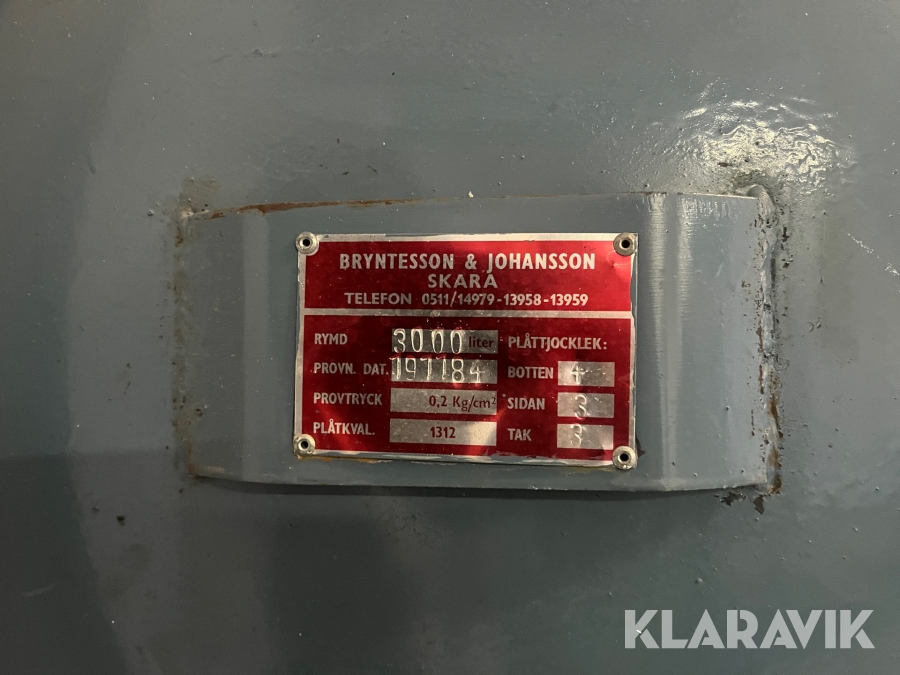 BRYNTESSON & JOHANSSON
SKARA
TELEFON 0511/14979-13958-13959
RYMD 3000 liter
PROVN. DAT. 191184
PROVTRYCK 0,2 Kg/cm²
PLÅTKVAL. 1312
PLÅTTJOCKLEK:
BOTTEN 4
SIDAN 3
TAK 3
KLARAVIK